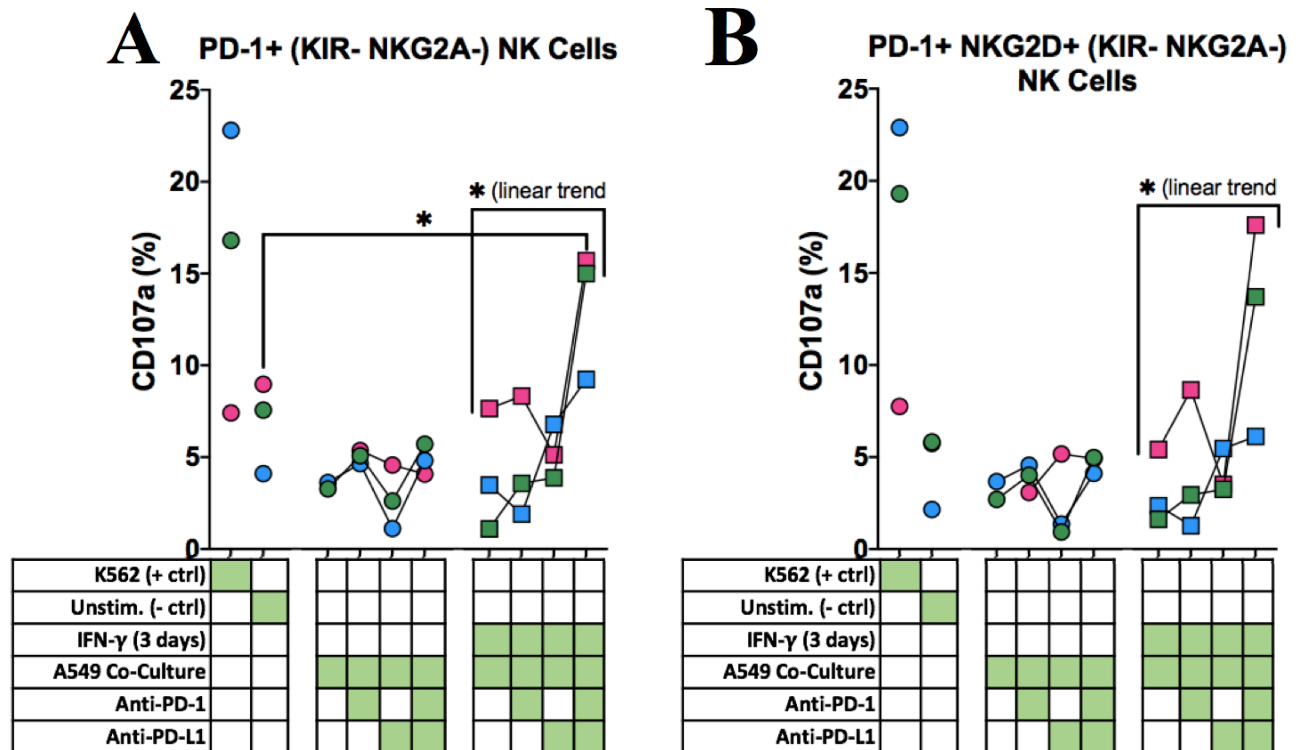 A
PD-1+ (KIR- NKG2A-) NK Cells
25
20
15
10
5
0
CD107a (%)
*
* (linear trend
K562 (+ ctrl)
Unstim. (- ctrl)
IFN-γ (3 days)
A549 Co-Culture
Anti-PD-1
Anti-PD-L1
B
PD-1+ NKG2D+ (KIR- NKG2A-)
NK Cells
25
20
15
10
5
0
CD107a (%)
* (linear trend
K562 (+ ctrl)
Unstim. (- ctrl)
IFN-γ (3 days)
A549 Co-Culture
Anti-PD-1
Anti-PD-L1